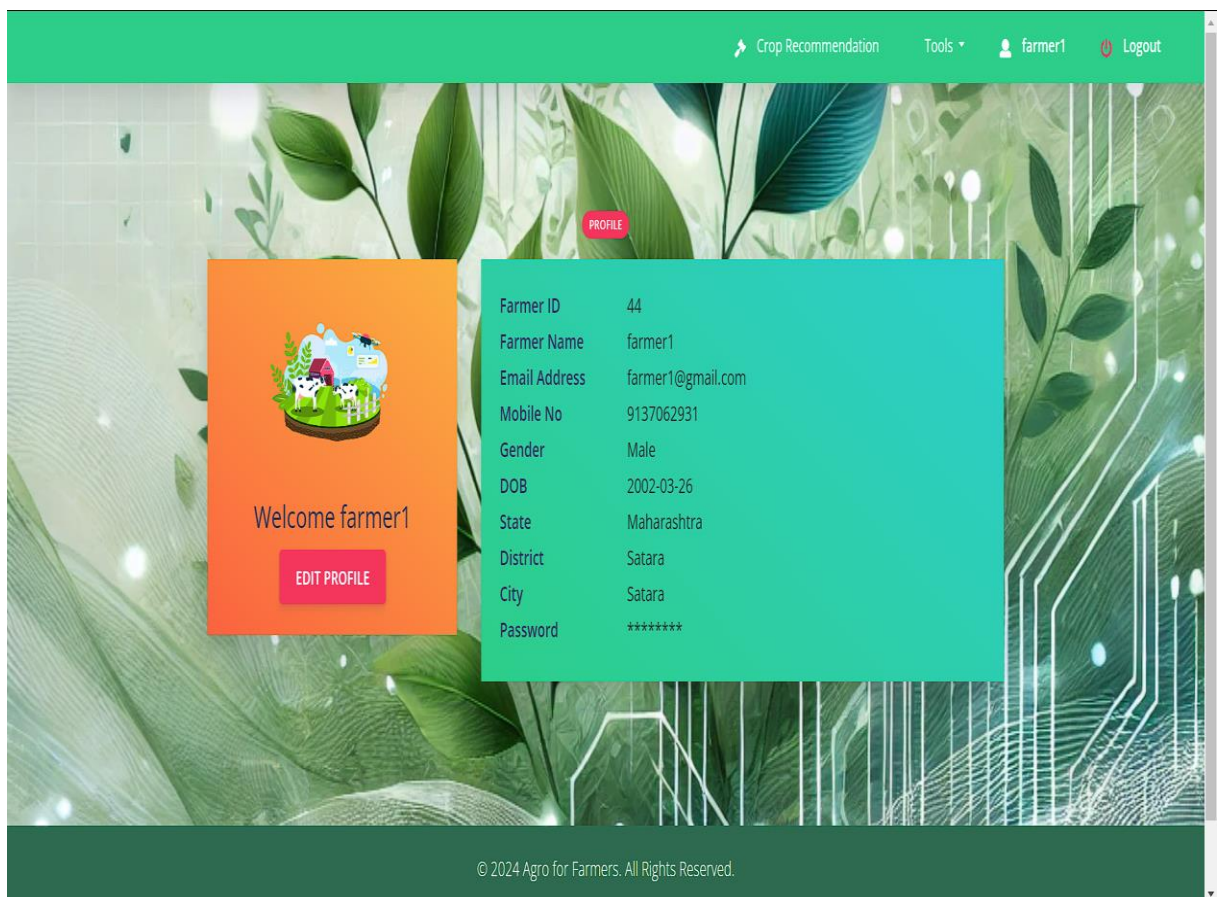 Crop Recommendation Tools farmer1 Logout
PROFILE
Welcome farmer1
EDIT PROFILE
Farmer ID 44
Farmer Name farmer1
Email Address farmer1@gmail.com
Mobile No 9137062931
Gender Male
DOB 2002-03-26
State Maharashtra
District Satara
City Satara
Password ********
© 2024 Agro for Farmers. All Rights Reserved.